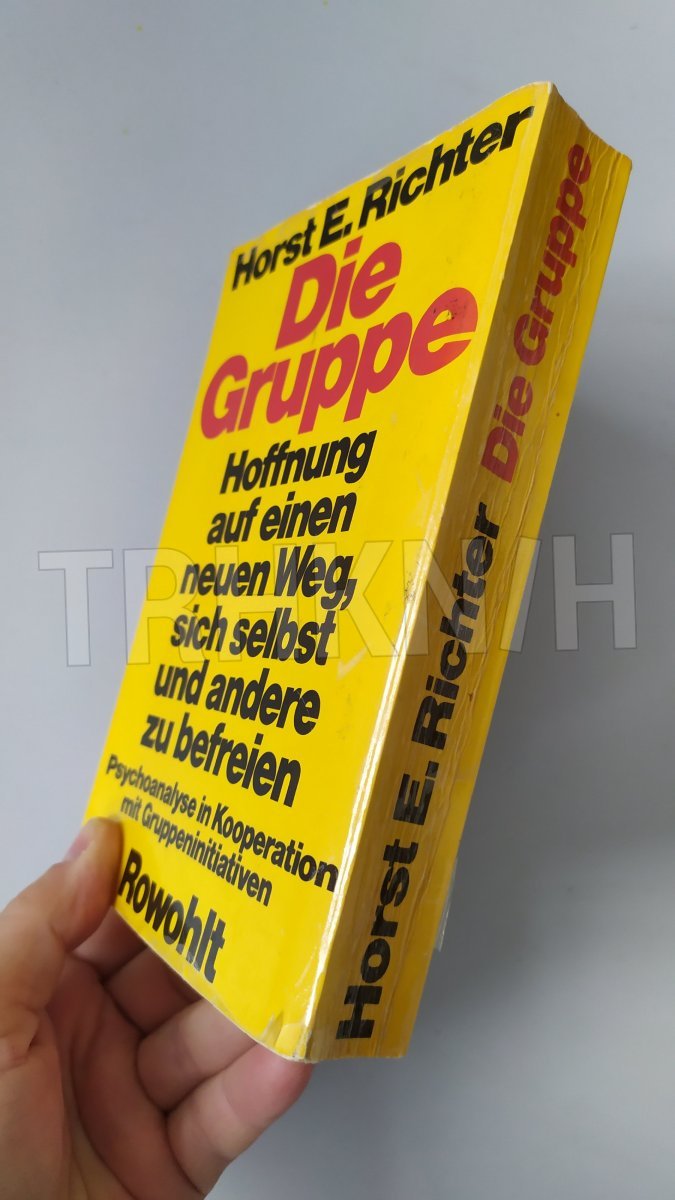 Horst E. Richter
Die
Gruppe
Hoffnung
auf einen
neuen Weg,
sich selbst
und andere
zu befreien
Psychoanalyse in Kooperation
mit Gruppeninitiativen
Rowohlt
Horst E. Richter Die Gruppe
TRHKNWH